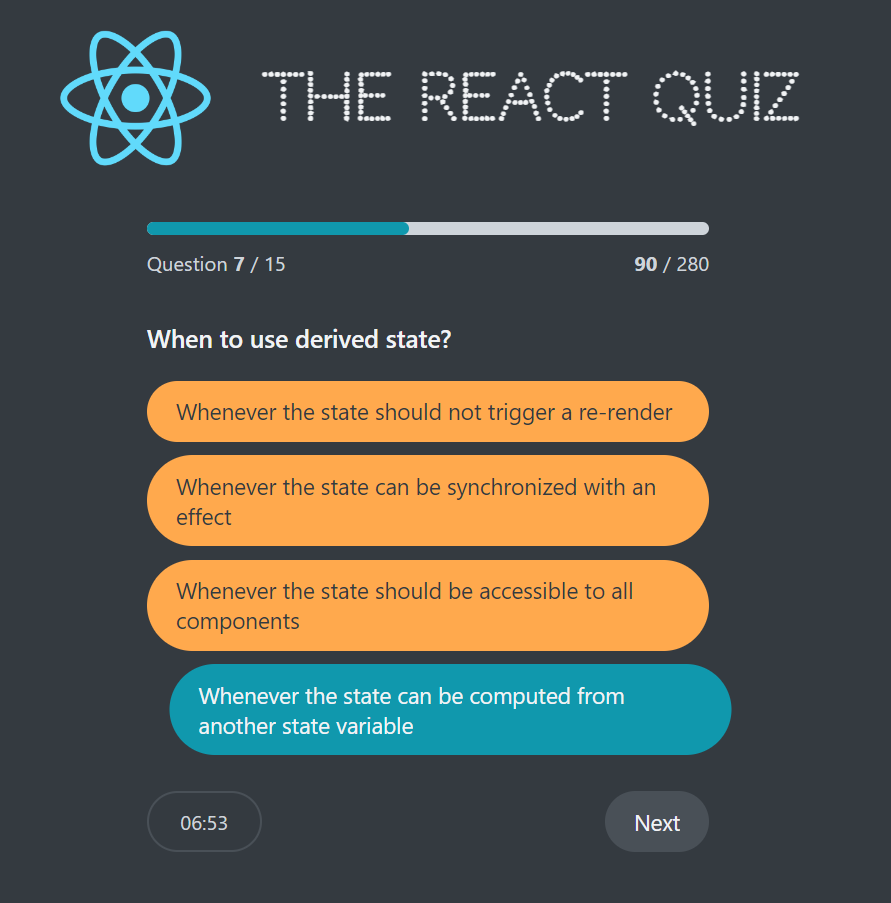 THE REACT QUIZ
Question 7 / 15
90 / 280
When to use derived state?
Whenever the state should not trigger a re-render
Whenever the state can be synchronized with an
effect
Whenever the state should be accessible to all
components
Whenever the state can be computed from
another state variable
06:53
Next